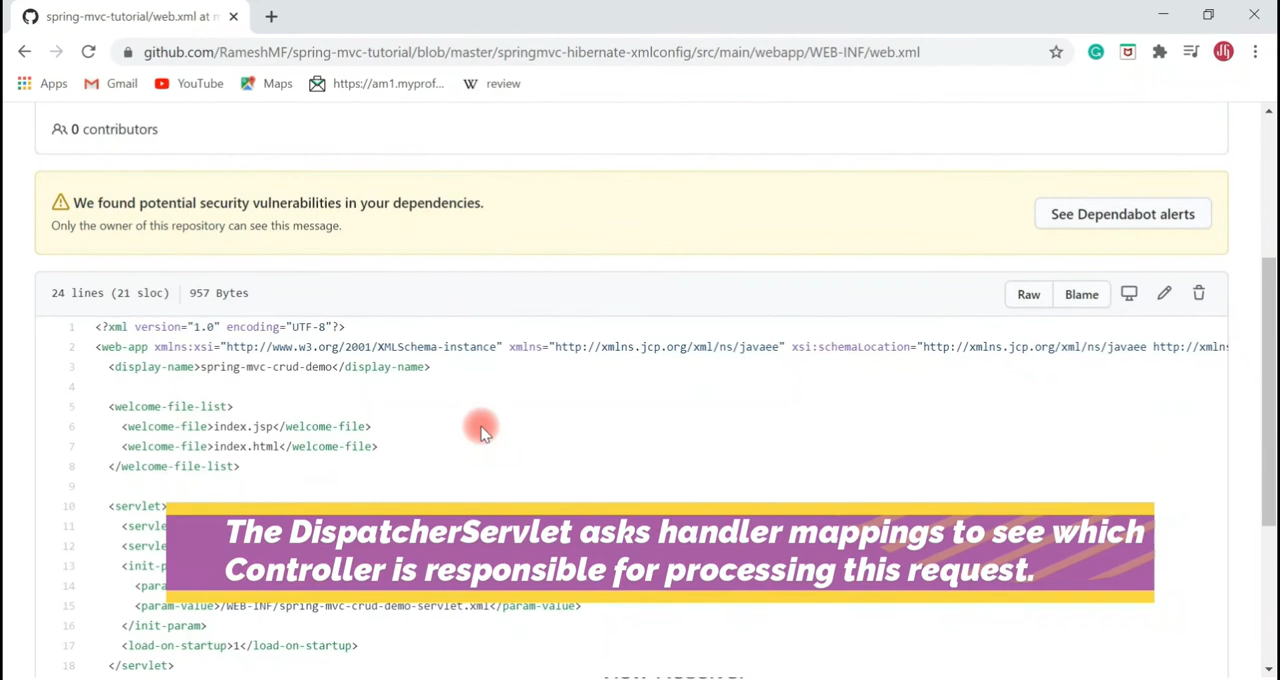 spring-mvc-tutorial/web.xml at m
github.com/RameshMF/spring-mvc-tutorial/blob/master/springmvc-hibernate-xmlconfig/src/main/webapp/WEB-INF/web.xml
Apps Gmail YouTube Maps https://am1.myprof... W review
0 contributors
We found potential security vulnerabilities in your dependencies.
Only the owner of this repository can see this message.
See Dependabot alerts
24 lines (21 sloc) 957 Bytes
Raw Blame
1 <?xml version="1.0" encoding="UTF-8"?>
2 <web-app xmlns:xsi="http://www.w3.org/2001/XMLSchema-instance" xmlns="http://xmlns.jcp.org/xml/ns/javaee" xsi:schemaLocation="http://xmlns.jcp.org/xml/ns/javaee http://xmlns
3 <display-name>spring-mvc-crud-demo</display-name>
4
5 <welcome-file-list>
6 <welcome-file>index.jsp</welcome-file>
7 <welcome-file>index.html</welcome-file>
8 </welcome-file-list>
9
10 <servlet>
11 <servle
12 <servle
13 <init-p
14 <para
The DispatcherServlet asks handler mappings to see which
Controller is responsible for processing this request.
15 <param-value>/WEB-INF/spring-mvc-crud-demo-servlet.xml</param-value>
16 </init-param>
17 <load-on-startup>1</load-on-startup>
18 </servlet>